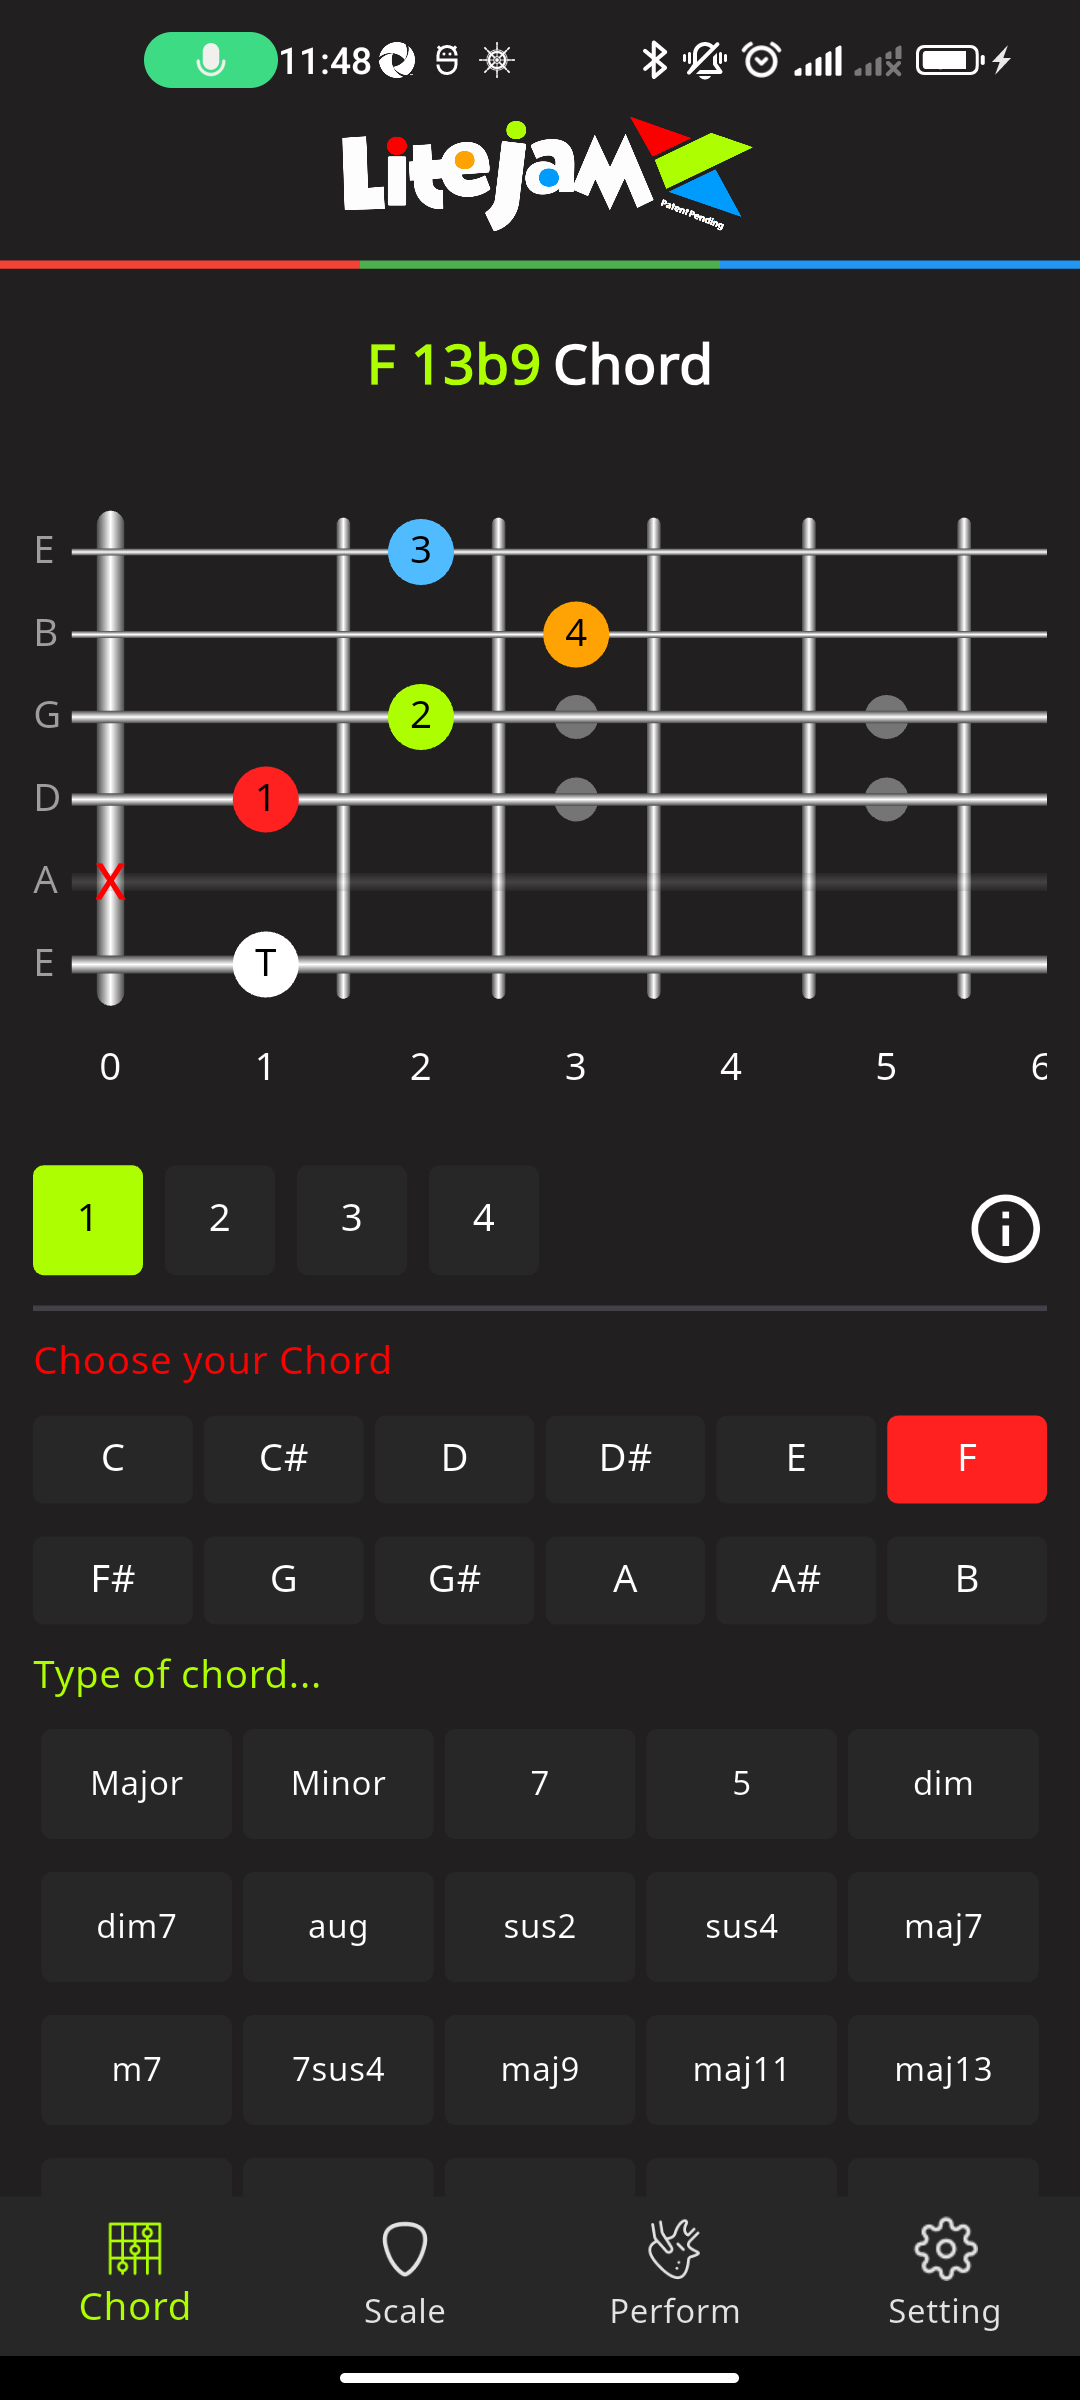 11:48
Litejam
Patent Pending
F 13b9 Chord
E 3
B 4
G 2
D 1
A X
E T
0 1 2 3 4 5 6
1 2 3 4
Choose your Chord
C C# D D# E F
F# G G# A A# B
Type of chord...
Major Minor 7 5 dim
dim7 aug sus2 sus4 maj7
m7 7sus4 maj9 maj11 maj13
Chord Scale Perform Setting